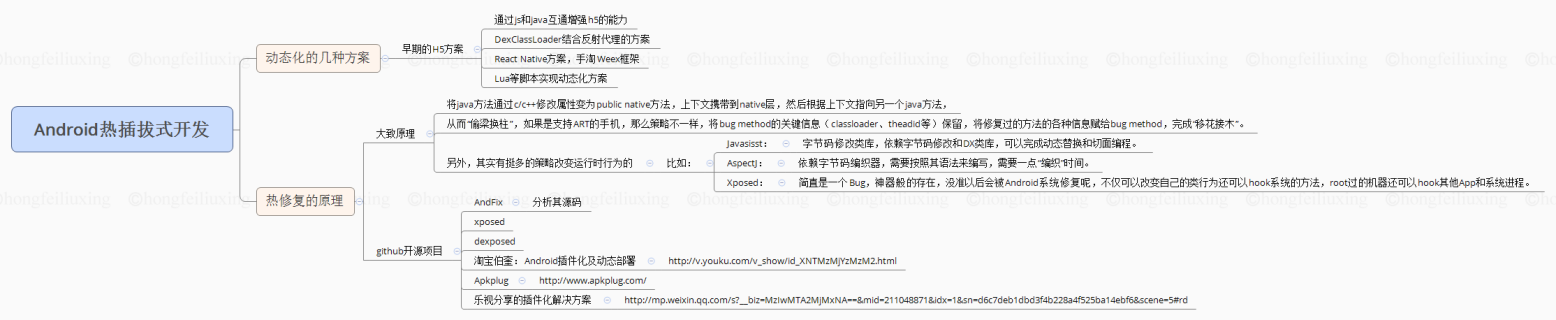 Android热插拔式开发
动态化的几种方案
早期的H5方案
通过js和java互通增强h5的能力
DexClassLoader结合反射代理的方案
React Native方案，手淘 Weex框架
Lua等脚本实现动态化方案
热修复的原理
大致原理
将java方法通过c/c++修改属性变为public native方法，上下文携带到native层，然后根据上下文指向另一个java方法，
从而“偷梁换柱”，如果是支持ART的手机，那么策略不一样，将bug method的关键信息（classloader、theadid等）保留，将修复过的方法的各种信息赋给bug method，完成“移花接木”。
另外，其实有挺多的策略改变运行时行为的
比如：
Javasisst：
字节码修改类库，依赖字节码修改和DX类库，可以完成动态替换和切面编程。
AspectJ：
依赖字节码编织器，需要按照其语法来编写，需要一点“编织”时间。
Xposed：
简直是一个 Bug，神器般的存在，没准以后会被Android系统修复呢，不仅可以改变自己的类行为还可以hook系统的方法，root过的机器还可以hook其他App和系统进程。
github开源项目
AndFix
分析其源码
xposed
dexposed
淘宝伯奎：Android插件化及动态部署
http://v.youku.com/v_show/id_XNTMzMjYzMzM2.html
Apkplug
http://www.apkplug.com/
乐视分享的插件化解决方案
http://mp.weixin.qq.com/s?__biz=MzIwMTA2MjMxNA==&mid=211048871&idx=1&sn=d6c7deb1dbd3f4b228a4f525ba14ebf6&scene=5#rd
©hongfeiliuxing